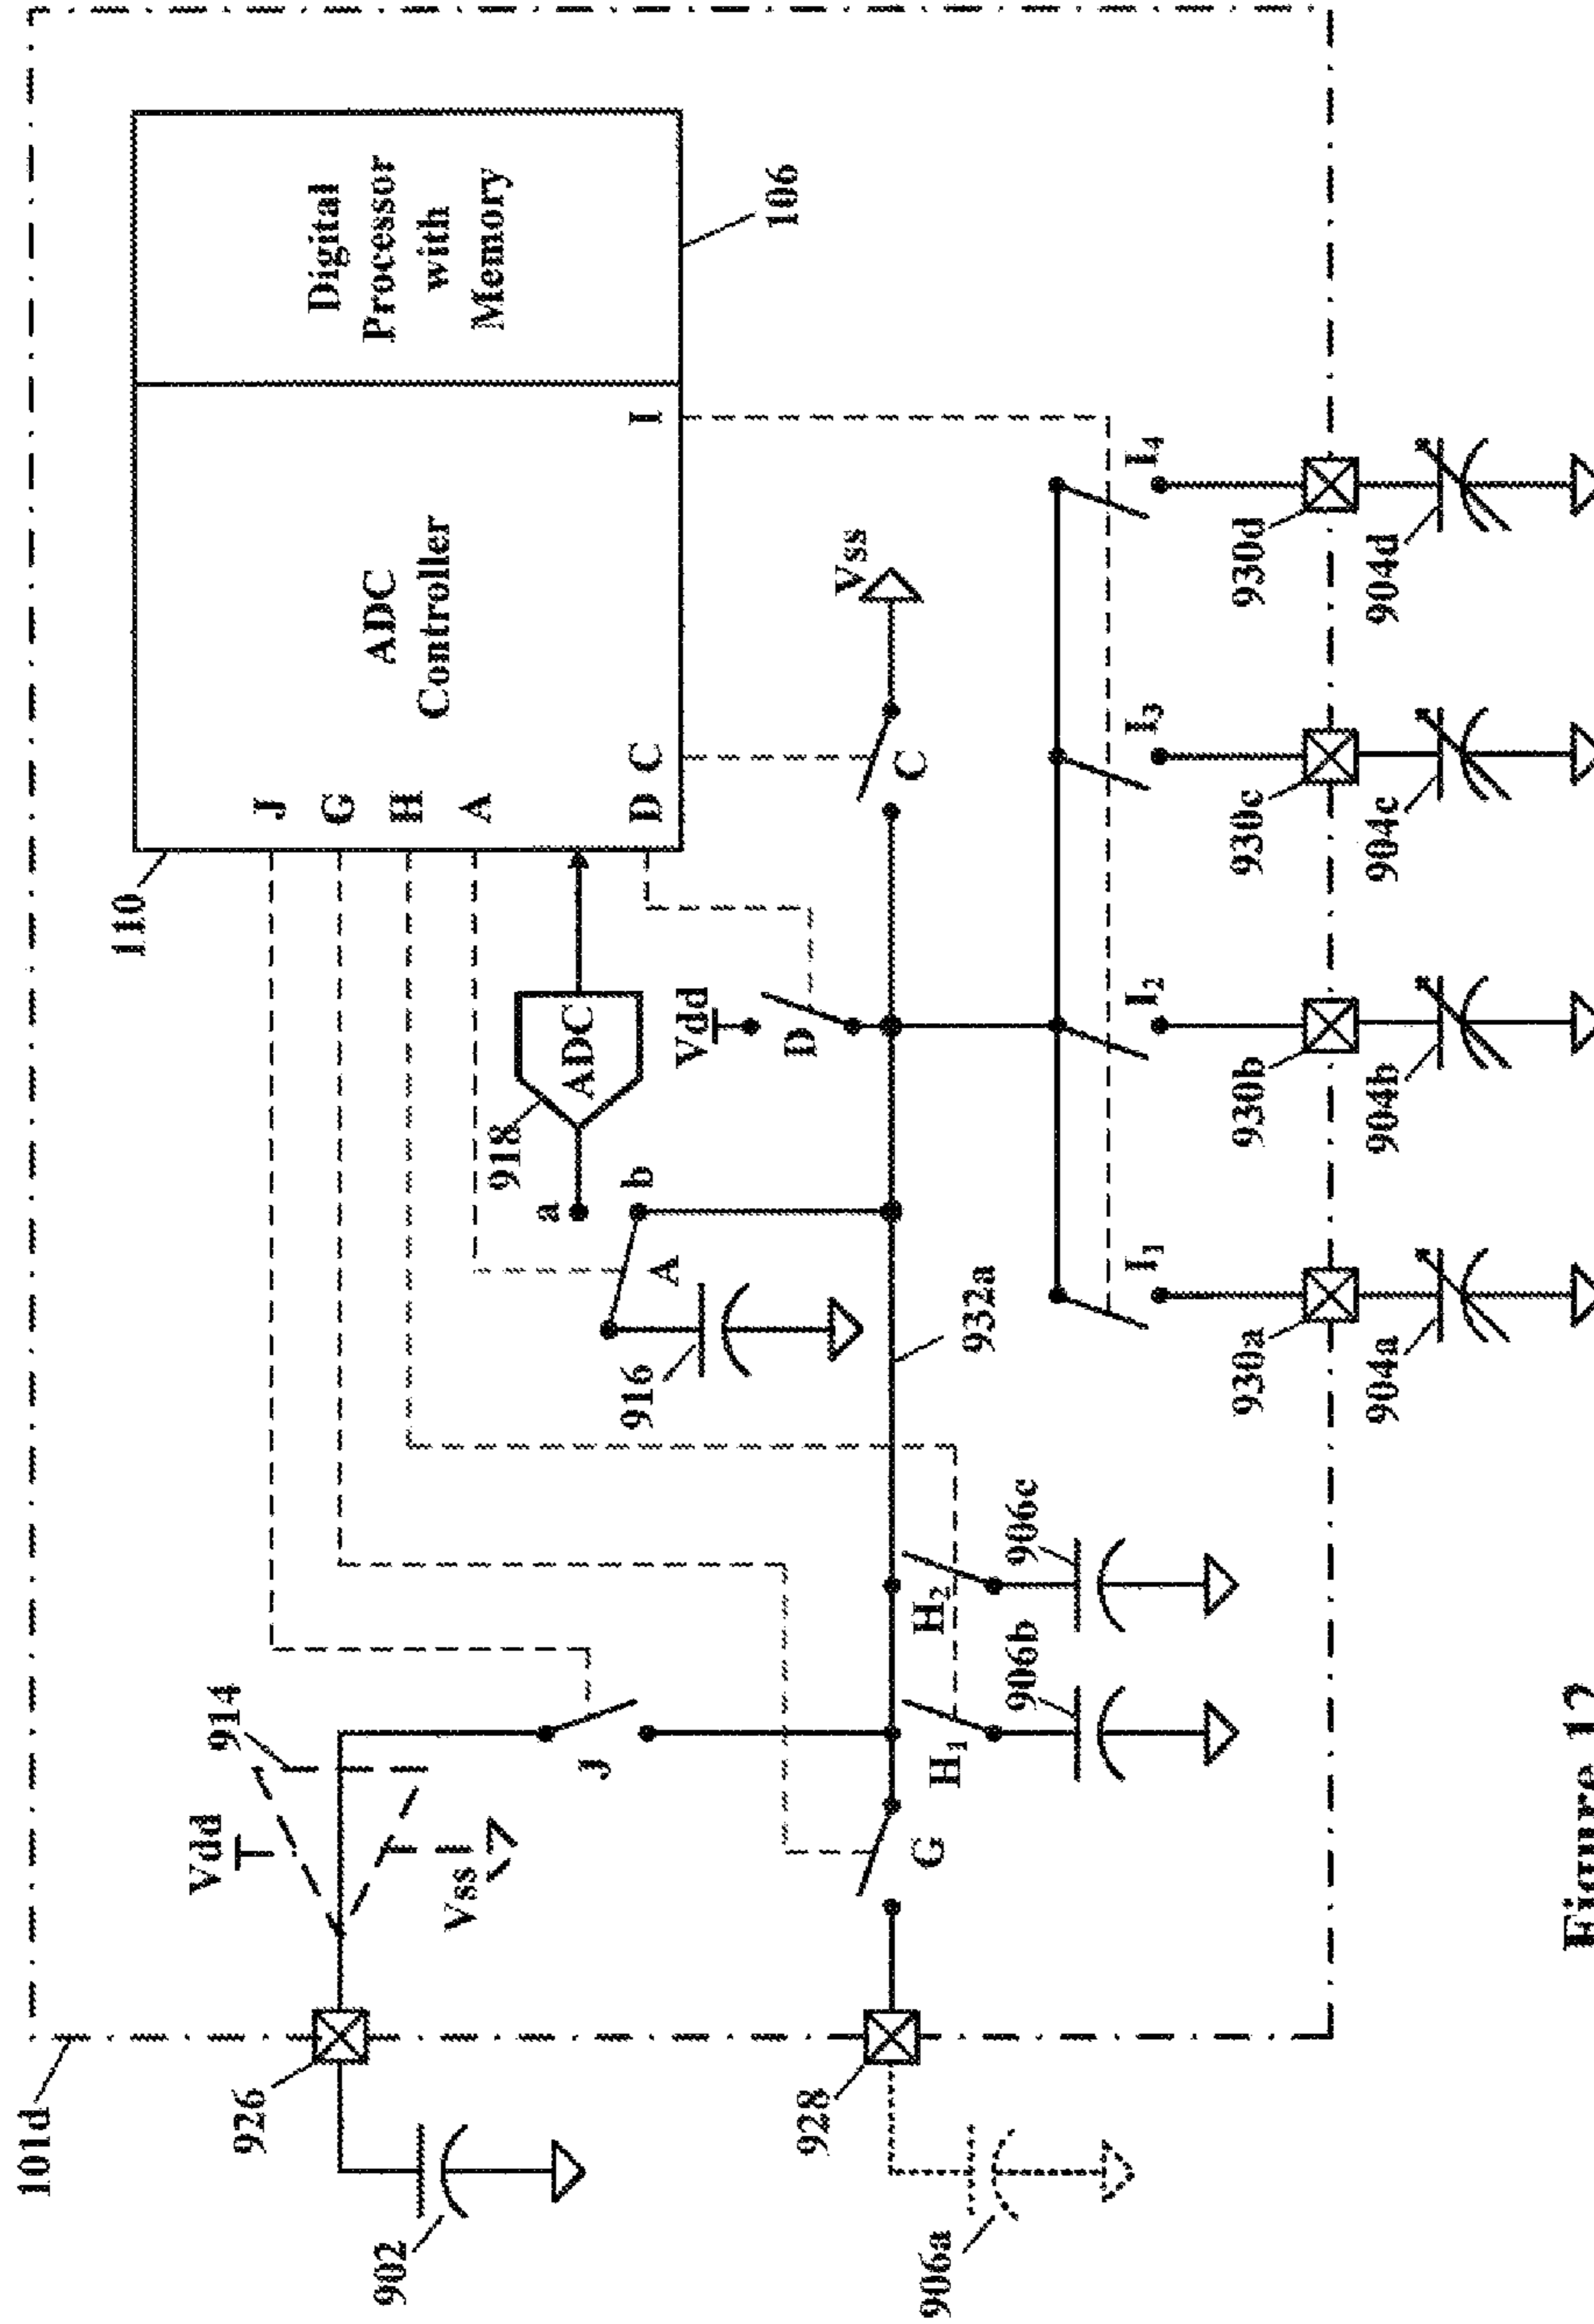 101d
902
926
Vdd
914
Vss
J
906a
928
G
H₁
H₂
906b
906c
932a
916
A
a
b
918
ADC
Vdd
D
C
Vss
110
J
G
H
A
D C
I
ADC
Controller
Digital
Processor
with
Memory
106
I₁
I₂
I₃
I₄
930a
930b
930c
930d
904a
904b
904c
904d